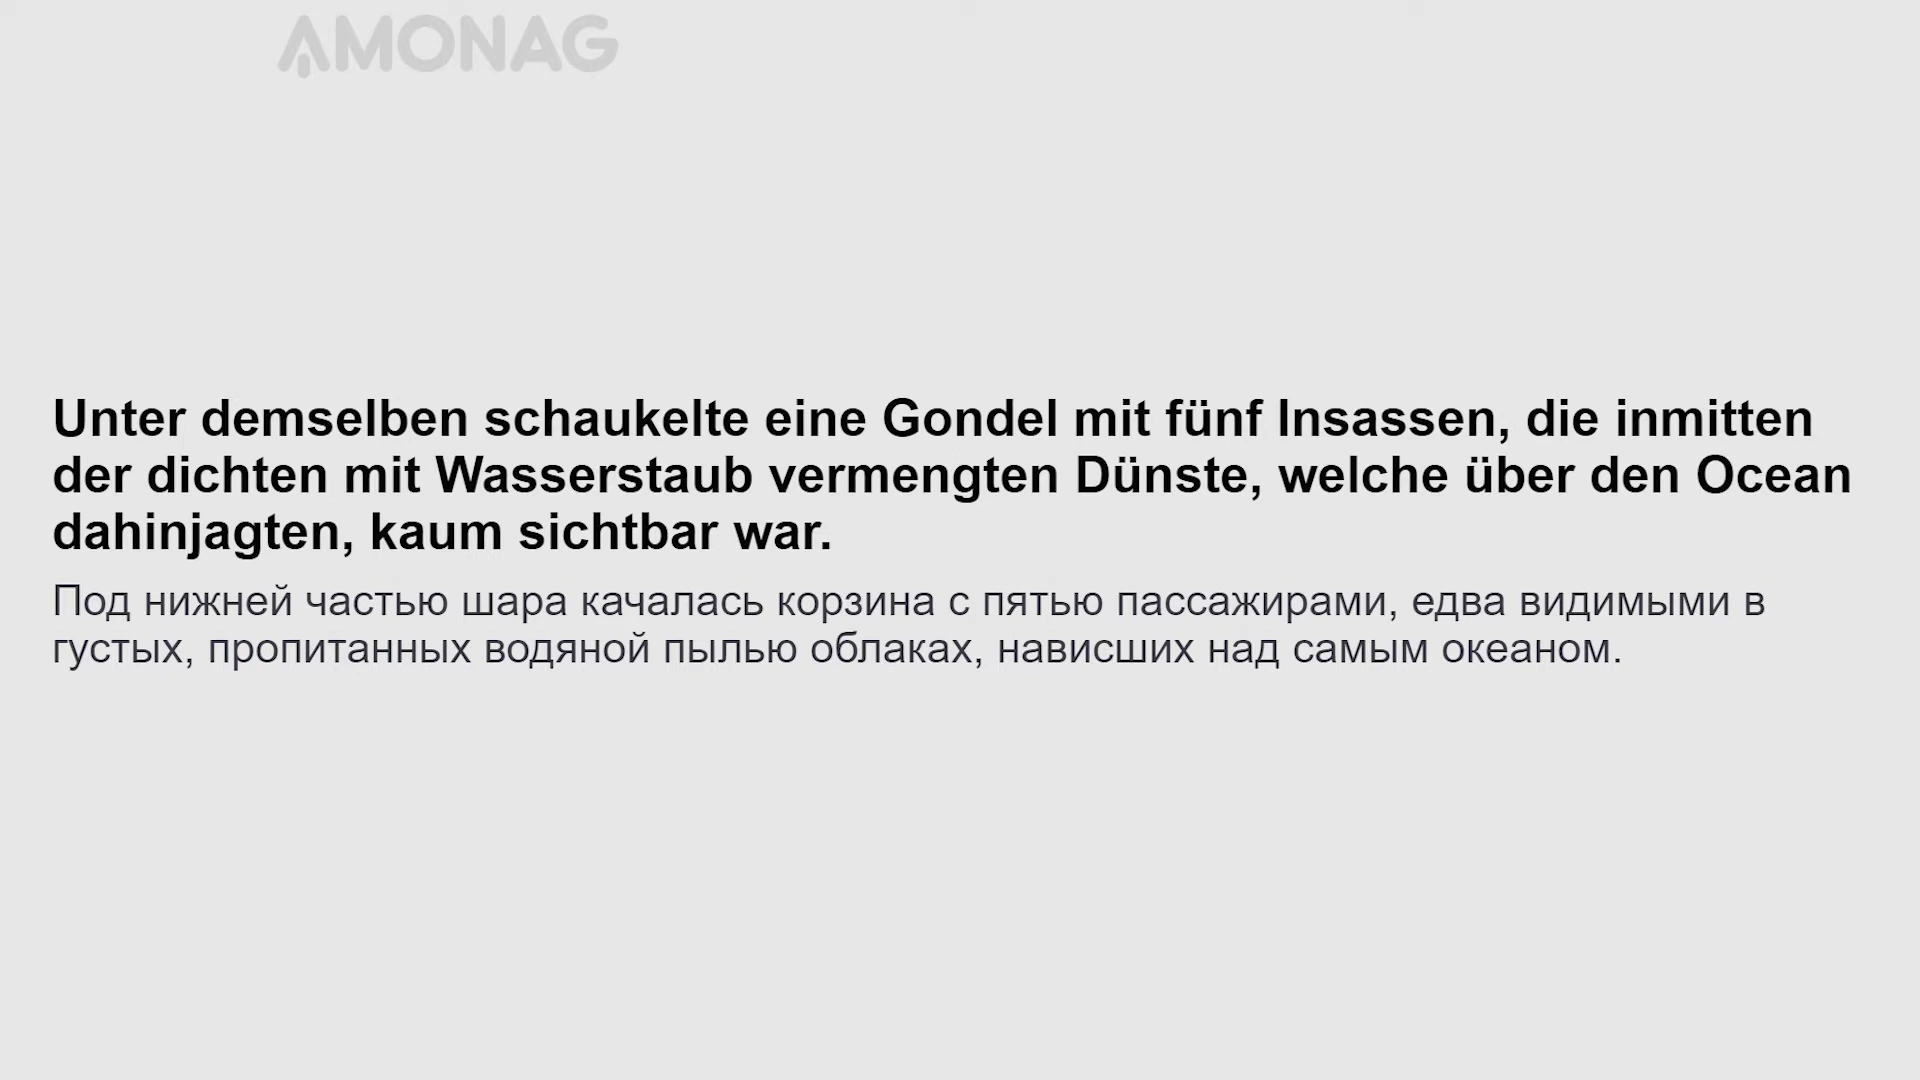 AMONAG
Unter demselben schaukelte eine Gondel mit fünf Insassen, die inmitten
der dichten mit Wasserstaub vermengten Dünste, welche über den Ocean
dahinjagten, kaum sichtbar war.
Под нижней частью шара качалась корзина с пятью пассажирами, едва видимыми в
густых, пропитанных водяной пылью облаках, нависших над самым океаном.